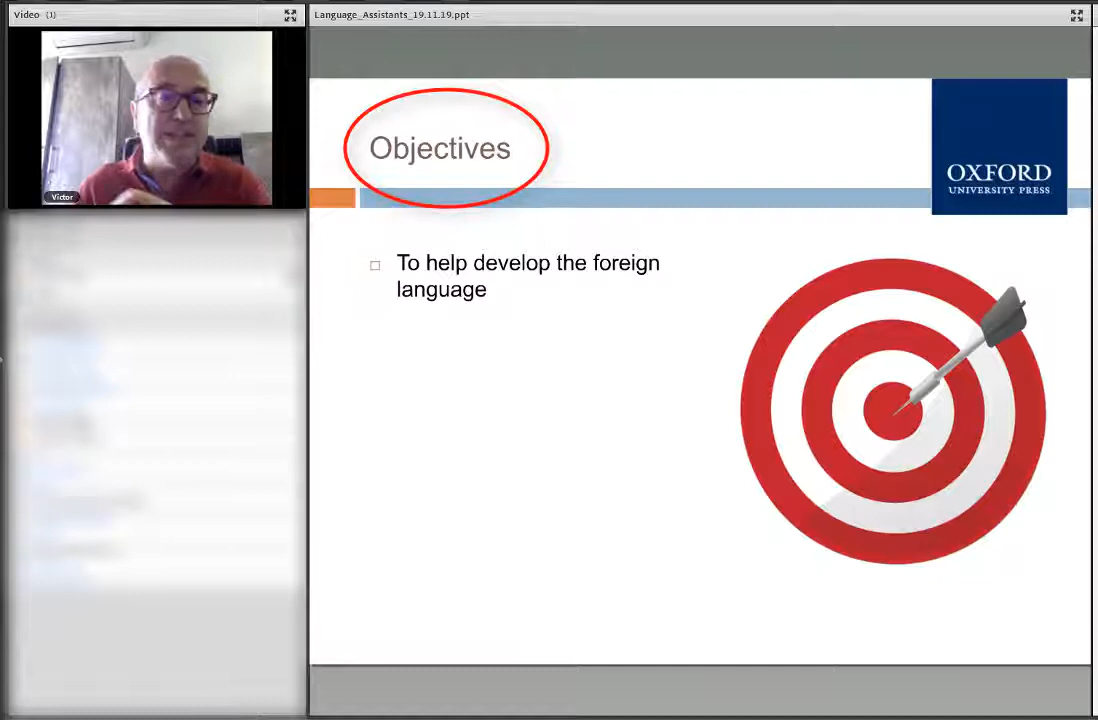 Video (1)
Language_Assistants_19.11.19.ppt
Victor
Objectives
OXFORD
UNIVERSITY PRESS
To help develop the foreign
language